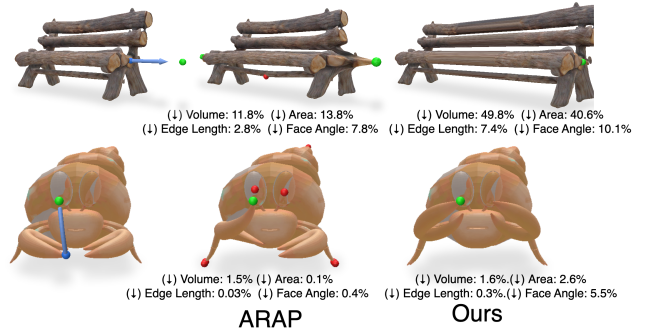 (↓) Volume: 11.8% (↓) Area: 13.8%
(↓) Edge Length: 2.8% (↓) Face Angle: 7.8%
(↓) Volume: 49.8% (↓) Area: 40.6%
(↓) Edge Length: 7.4% (↓) Face Angle: 10.1%
(↓) Volume: 1.5% (↓) Area: 0.1%
(↓) Edge Length: 0.03% (↓) Face Angle: 0.4%
(↓) Volume: 1.6%.(↓) Area: 2.6%
(↓) Edge Length: 0.3%.(↓) Face Angle: 5.5%
ARAP
Ours